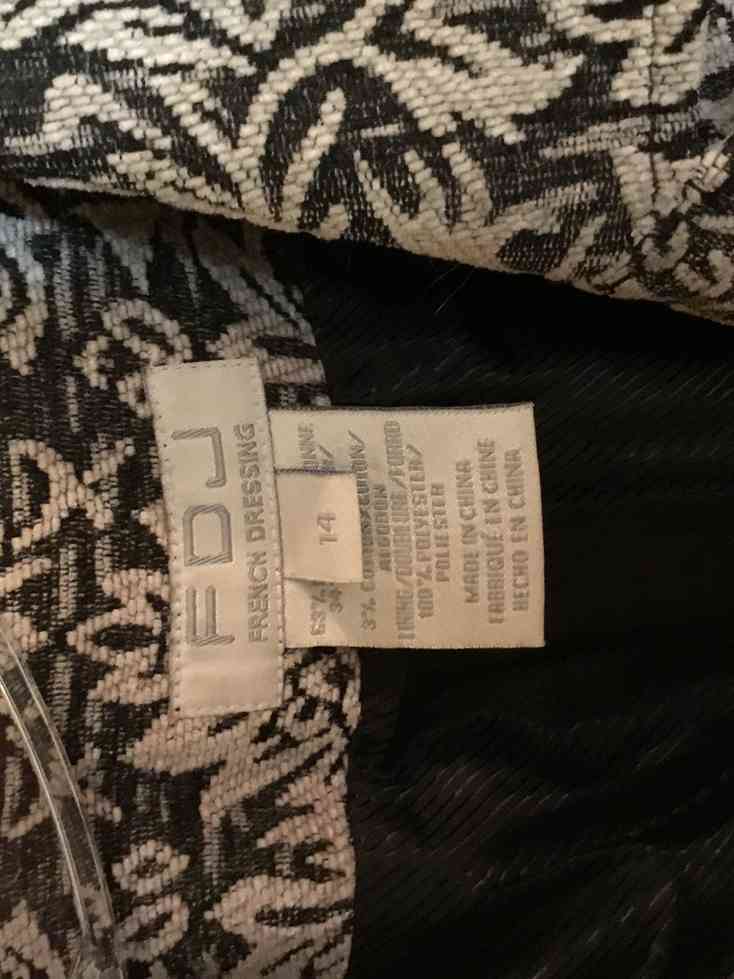 FDJ
FRENCH DRESSING
14
3% COTTON/COTON/
ALGODON
LINING/DOUBLURE/FORRO
100% POLYESTER/
POLIESTER
MADE IN CHINA
FABRIQUÉ EN CHINE
HECHO EN CHINA